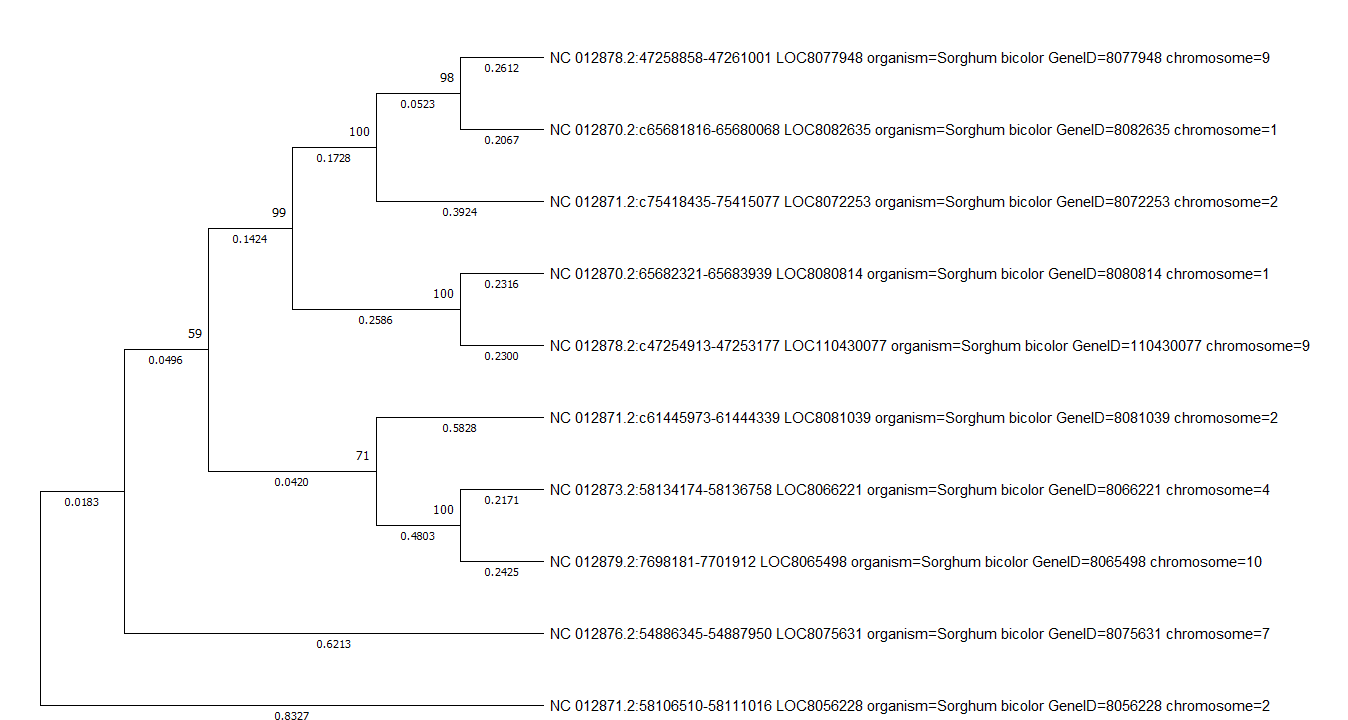 NC 012878.2:47258858-47261001 LOC8077948 organism=Sorghum bicolor GeneID=8077948 chromosome=9
0.2612
98
0.0523
NC 012870.2:c65681816-65680068 LOC8082635 organism=Sorghum bicolor GeneID=8082635 chromosome=1
0.2067
100
0.1728
NC 012871.2:c75418435-75415077 LOC8072253 organism=Sorghum bicolor GeneID=8072253 chromosome=2
0.3924
99
0.1424
NC 012870.2:65682321-65683939 LOC8080814 organism=Sorghum bicolor GeneID=8080814 chromosome=1
0.2316
100
0.2586
NC 012878.2:c47254913-47253177 LOC110430077 organism=Sorghum bicolor GeneID=110430077 chromosome=9
0.2300
59
0.0496
NC 012871.2:c61445973-61444339 LOC8081039 organism=Sorghum bicolor GeneID=8081039 chromosome=2
0.5828
71
0.0420
NC 012873.2:58134174-58136758 LOC8066221 organism=Sorghum bicolor GeneID=8066221 chromosome=4
0.2171
100
0.4803
NC 012879.2:7698181-7701912 LOC8065498 organism=Sorghum bicolor GeneID=8065498 chromosome=10
0.2425
0.0183
NC 012876.2:54886345-54887950 LOC8075631 organism=Sorghum bicolor GeneID=8075631 chromosome=7
0.6213
NC 012871.2:58106510-58111016 LOC8056228 organism=Sorghum bicolor GeneID=8056228 chromosome=2
0.8327